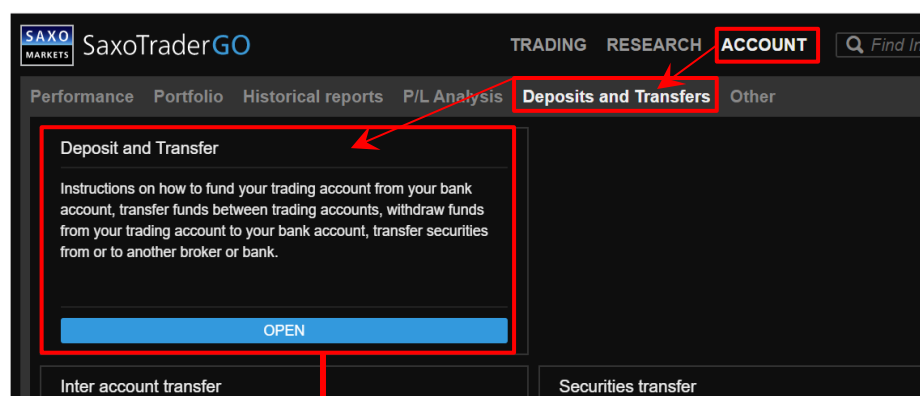 SAXO
MARKETS
SaxoTraderGO
TRADING RESEARCH ACCOUNT Find In
Performance Portfolio Historical reports P/L Analysis Deposits and Transfers Other
Deposit and Transfer
Instructions on how to fund your trading account from your bank
account, transfer funds between trading accounts, withdraw funds
from your trading account to your bank account, transfer securities
from or to another broker or bank.
OPEN
Inter account transfer Securities transfer